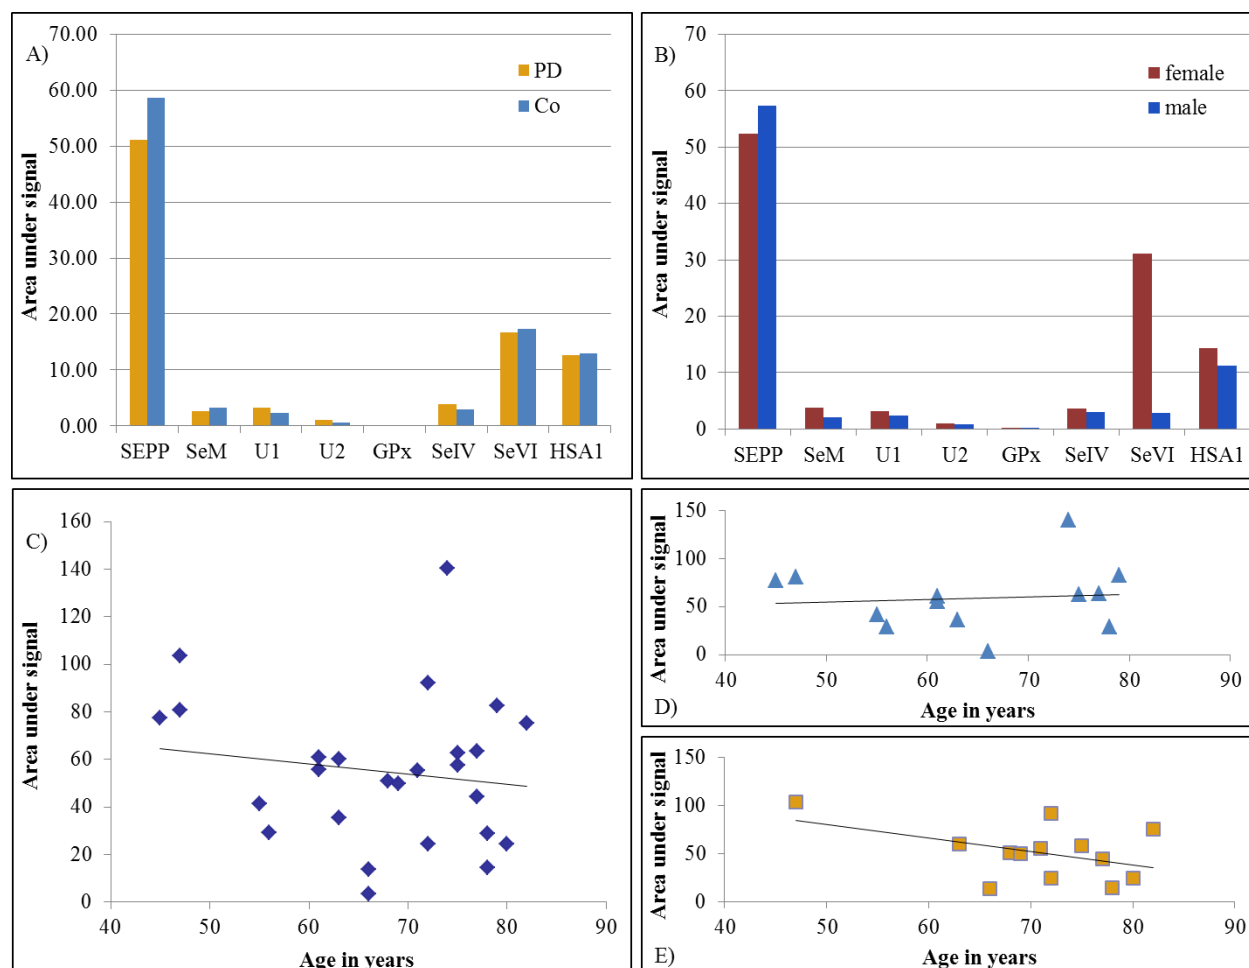 A)
Area under signal
70.00
60.00
50.00
40.00
30.00
20.00
10.00
0.00
PD
Co
SEPP SeM U1 U2 GPx SeIV SeVI HSA1
B)
Area under signal
70
60
50
40
30
20
10
0
female
male
SEPP SeM U1 U2 GPx SeIV SeVI HSA1
C)
Area under signal
160
140
120
100
80
60
40
20
0
40 50 60 70 80 90
Age in years
D)
Area under signal
150
100
50
0
40 50 60 70 80 90
Age in years
E)
Area under signal
150
100
50
0
40 50 60 70 80 90
Age in years